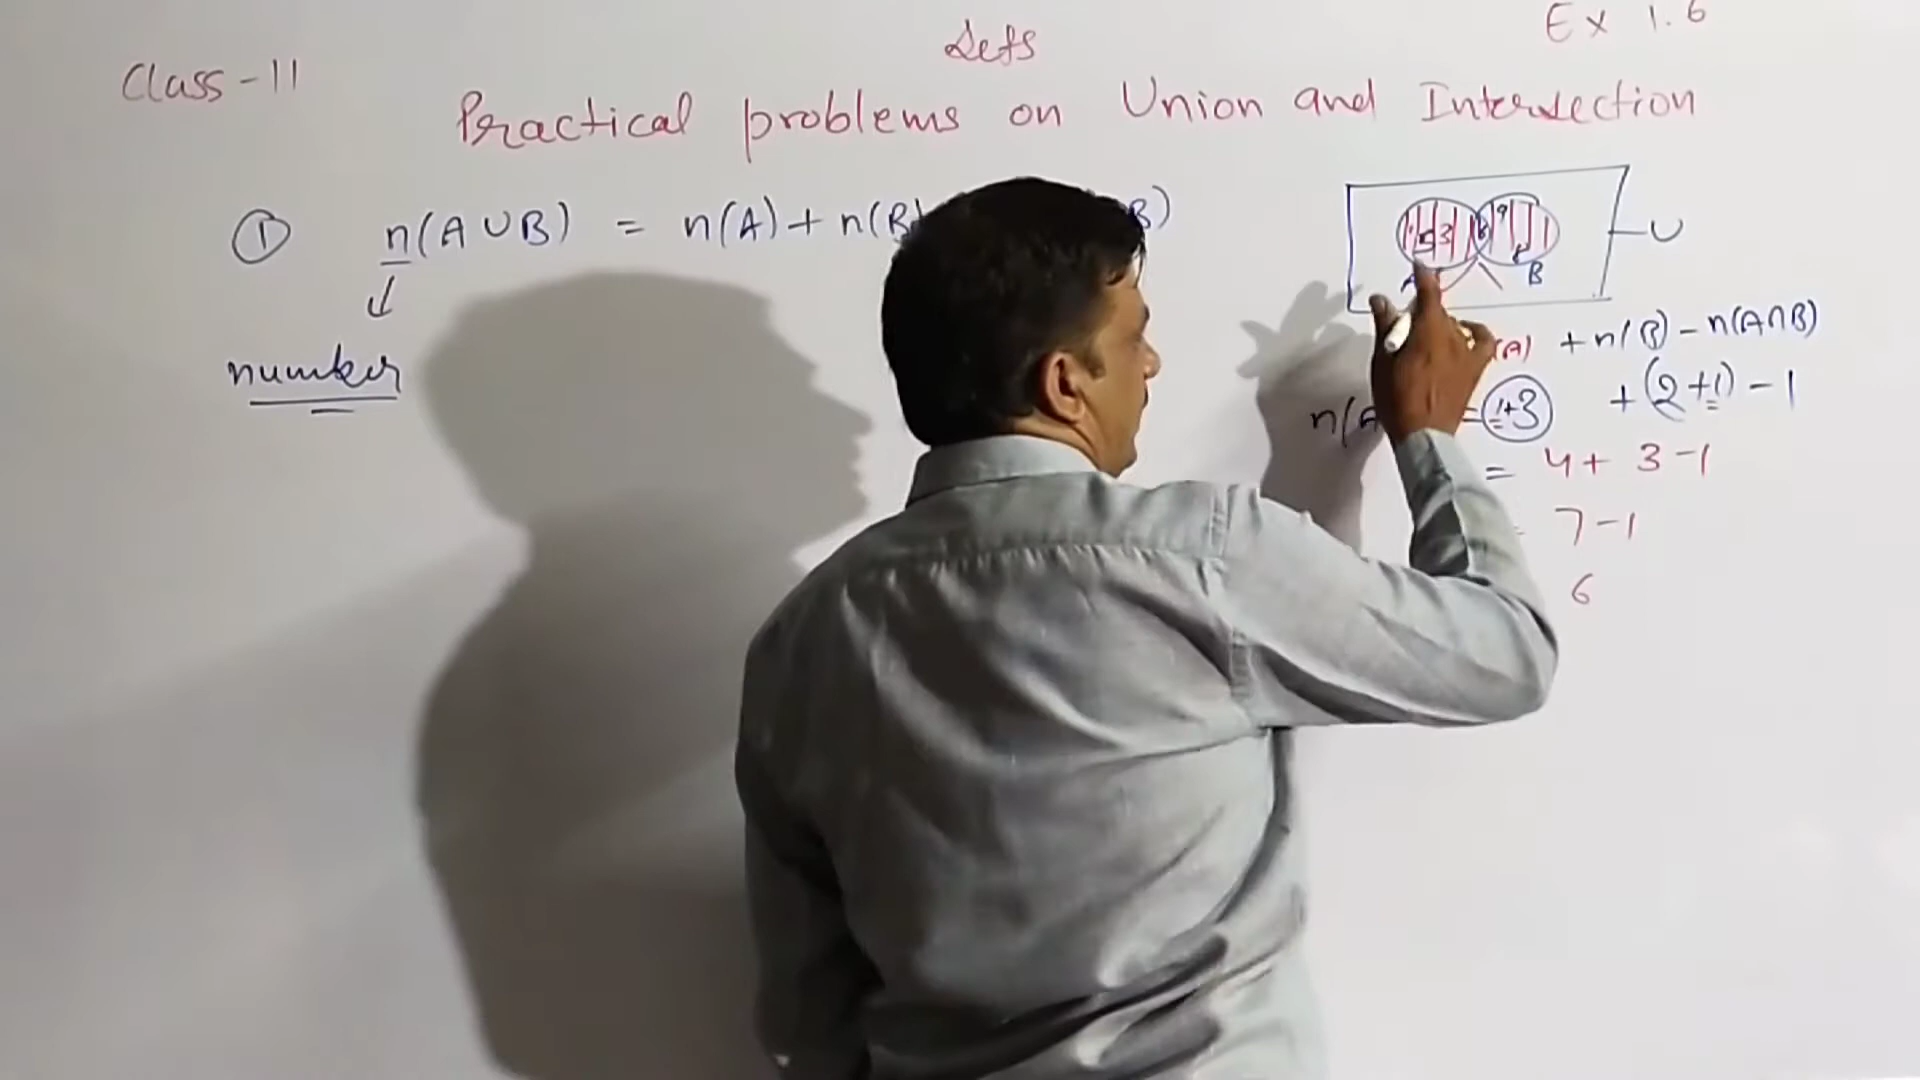 Sets
Ex 1.6
Class-11
Practical problems on Union and Intersection
① n(A∪B) = n(A)+n(B B)
number
U
B
(A) +n(B)-n(A∩B)
n(A =1+3 +(2+1)-1
= 4+3-1
= 7-1
6